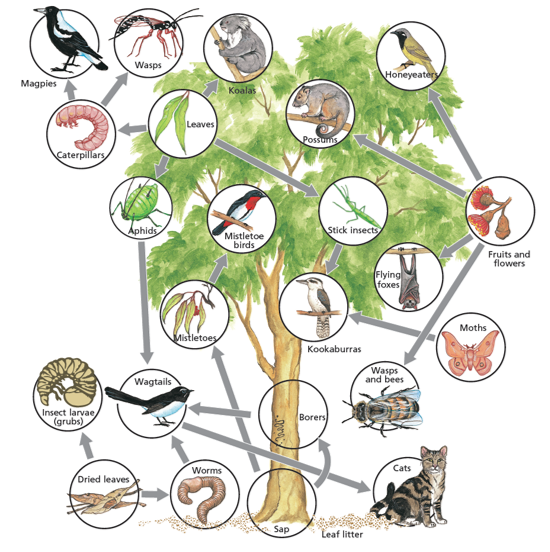 Magpies
Wasps
Koalas
Honeyeaters
Caterpillars
Leaves
Possums
Aphids
Mistletoe
birds
Stick insects
Fruits and
flowers
Flying
foxes
Mistletoes
Kookaburras
Moths
Wagtails
Wasps
and bees
Insect larvae
(grubs)
Borers
Dried leaves
Worms
Cats
Sap
Leaf litter